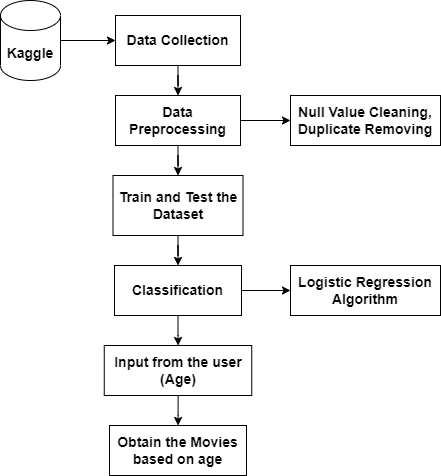 Kaggle
Data Collection
Data
Preprocessing
Null Value Cleaning,
Duplicate Removing
Train and Test the
Dataset
Classification
Logistic Regression
Algorithm
Input from the user
(Age)
Obtain the Movies
based on age